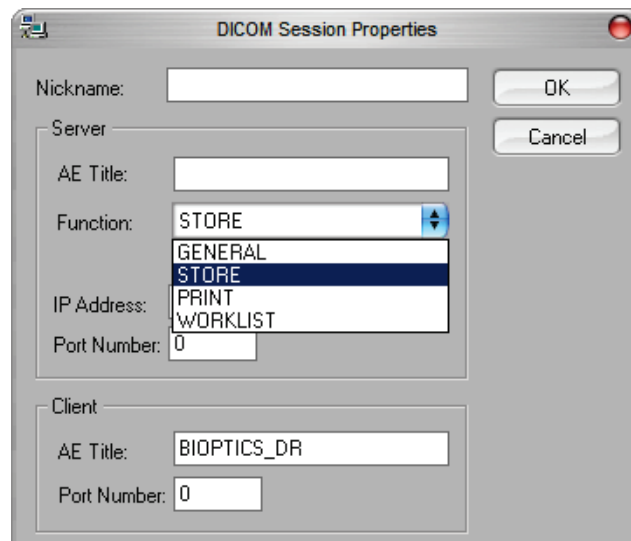 DICOM Session Properties
Nickname:
OK
Server
Cancel
AE Title:
Function: STORE
GENERAL
STORE
PRINT
WORKLIST
IP Address:
Port Number: 0
Client
AE Title: BIOPTICS_DR
Port Number: 0